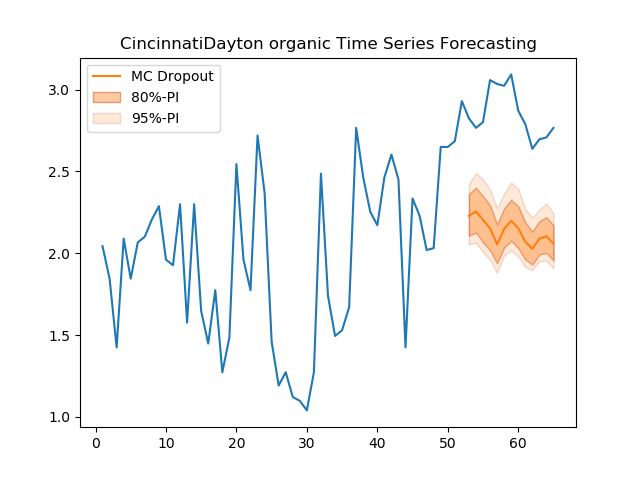 CincinnatiDayton organic Time Series Forecasting
MC Dropout
80%-PI
95%-PI
3.0
2.5
2.0
1.5
1.0
0 10 20 30 40 50 60